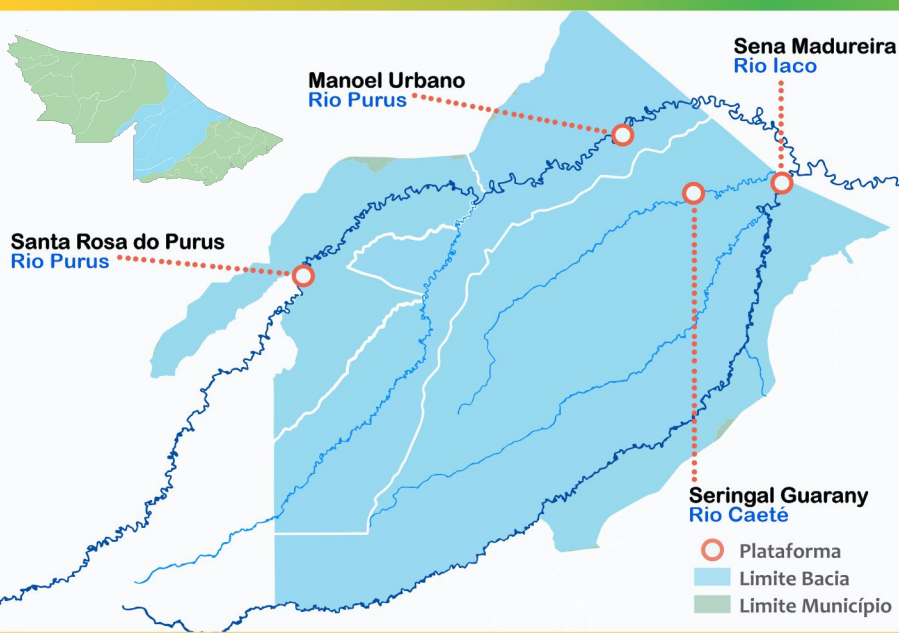 Sena Madureira
Rio Iaco
Manoel Urbano
Rio Purus
Santa Rosa do Purus
Rio Purus
Seringal Guarany
Rio Caeté
Plataforma
Limite Bacia
Limite Município